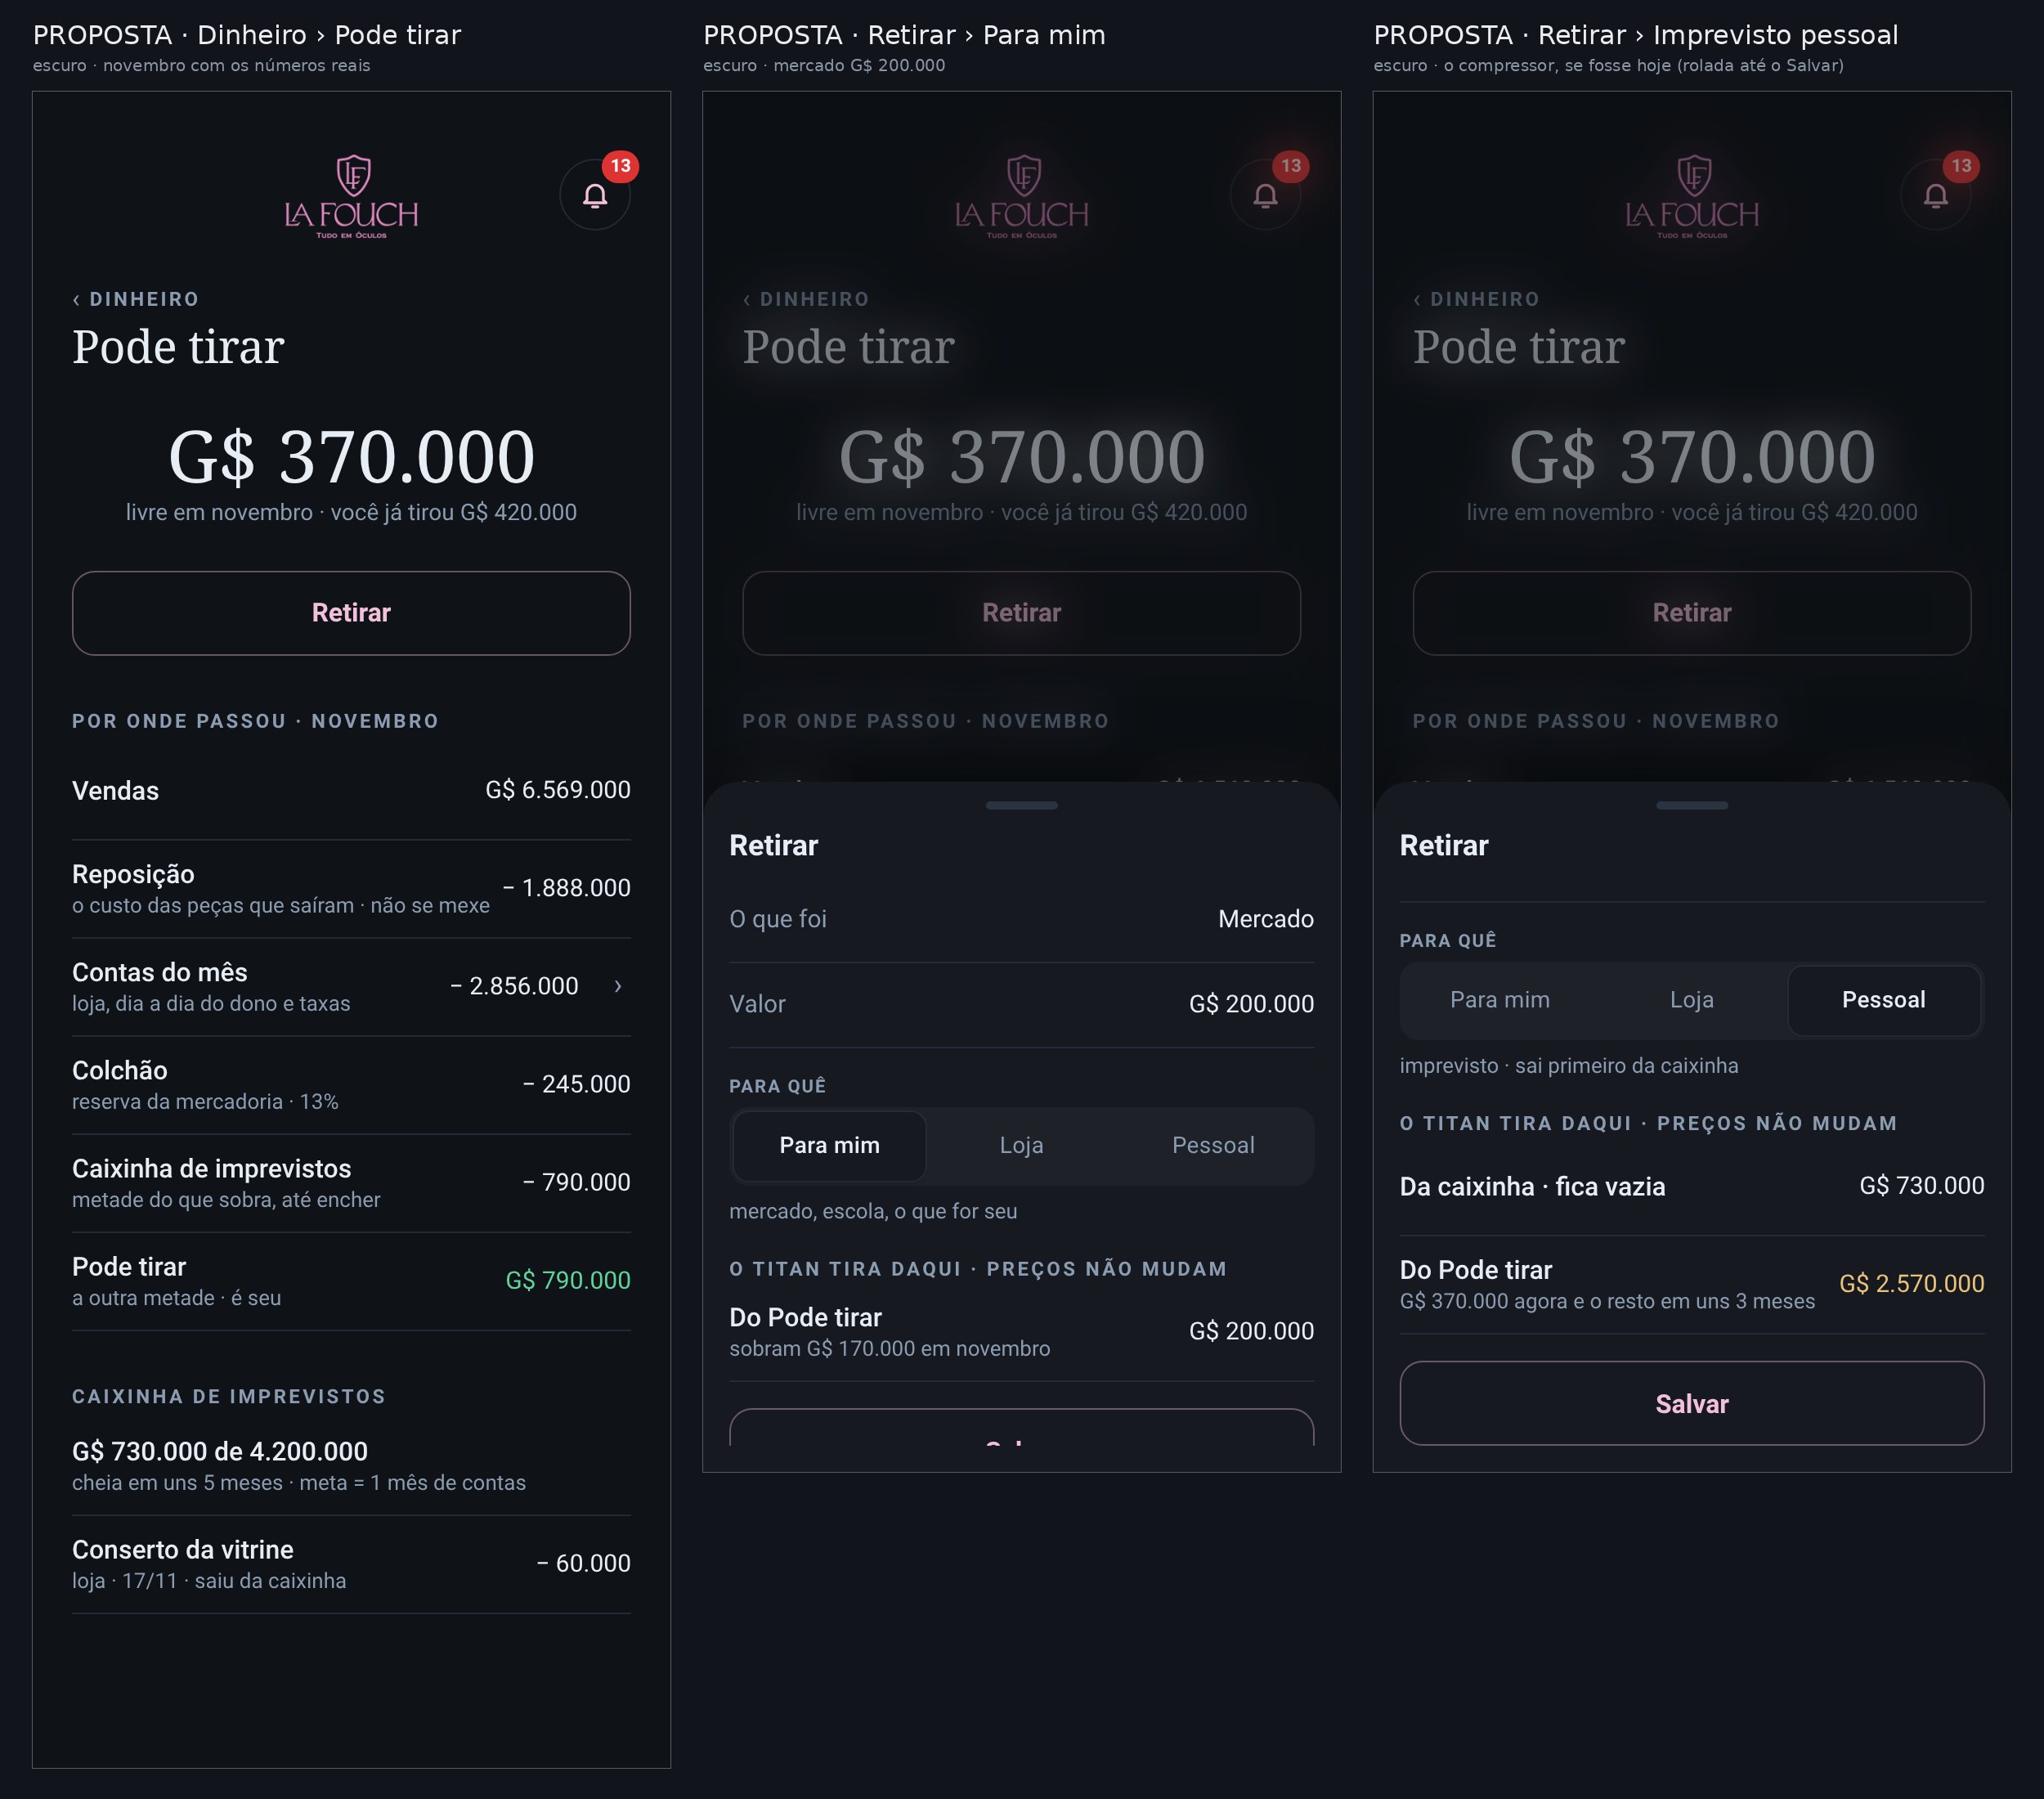 PROPOSTA · Dinheiro › Pode tirar
escuro · novembro com os números reais
LF
LA FOUCH
TUDO EM ÓCULOS
13
‹ DINHEIRO
Pode tirar
G$ 370.000
livre em novembro · você já tirou G$ 420.000
Retirar
POR ONDE PASSOU · NOVEMBRO
Vendas
G$ 6.569.000
Reposição
o custo das peças que saíram · não se mexe
− 1.888.000
Contas do mês
loja, dia a dia do dono e taxas
− 2.856.000 ›
Colchão
reserva da mercadoria · 13%
− 245.000
Caixinha de imprevistos
metade do que sobra, até encher
− 790.000
Pode tirar
a outra metade · é seu
G$ 790.000
CAIXINHA DE IMPREVISTOS
G$ 730.000 de 4.200.000
cheia em uns 5 meses · meta = 1 mês de contas
Conserto da vitrine
loja · 17/11 · saiu da caixinha
− 60.000
PROPOSTA · Retirar › Para mim
escuro · mercado G$ 200.000
LF
LA FOUCH
TUDO EM ÓCULOS
13
‹ DINHEIRO
Pode tirar
G$ 370.000
livre em novembro · você já tirou G$ 420.000
Retirar
POR ONDE PASSOU · NOVEMBRO
Retirar
O que foi
Mercado
Valor
G$ 200.000
PARA QUÊ
Para mim
Loja
Pessoal
mercado, escola, o que for seu
O TITAN TIRA DAQUI · PREÇOS NÃO MUDAM
Do Pode tirar
sobram G$ 170.000 em novembro
G$ 200.000
PROPOSTA · Retirar › Imprevisto pessoal
escuro · o compressor, se fosse hoje (rolada até o Salvar)
LF
LA FOUCH
TUDO EM ÓCULOS
13
‹ DINHEIRO
Pode tirar
G$ 370.000
livre em novembro · você já tirou G$ 420.000
Retirar
POR ONDE PASSOU · NOVEMBRO
Retirar
PARA QUÊ
Para mim
Loja
Pessoal
imprevisto · sai primeiro da caixinha
O TITAN TIRA DAQUI · PREÇOS NÃO MUDAM
Da caixinha · fica vazia
G$ 730.000
Do Pode tirar
G$ 370.000 agora e o resto em uns 3 meses
G$ 2.570.000
Salvar